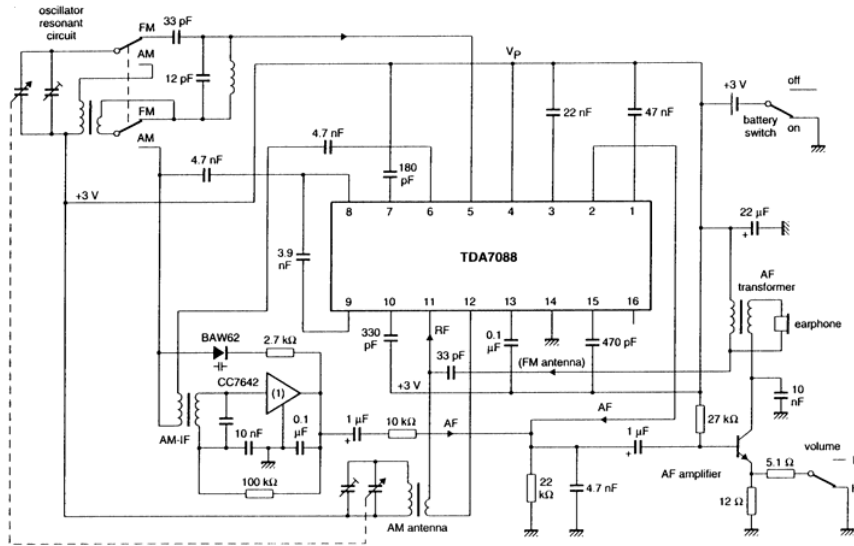 oscillator
resonant
circuit
FM
33 pF
AM
12 pF
FM
AM
4.7 nF
4.7 nF
+3 V
180
pF
VP
22 nF
47 nF
+3 V
off
battery
switch
on
8 7 6 5 4 3 2 1
TDA7088
9 10 11 12 13 14 15 16
3.9
nF
22 µF
+
AF
transformer
earphone
BAW62
2.7 kΩ
330
pF
RF
33 pF
0.1
µF
(FM antenna)
470 pF
+3 V
CC7642
(1)
10
nF
27 kΩ
AM-IF
10 nF
0.1
µF
1 µF
+
10 kΩ
AF
AF
1 µF
+
100 kΩ
AM antenna
22
kΩ
4.7 nF
AF amplifier
volume
5.1 Ω
12 Ω